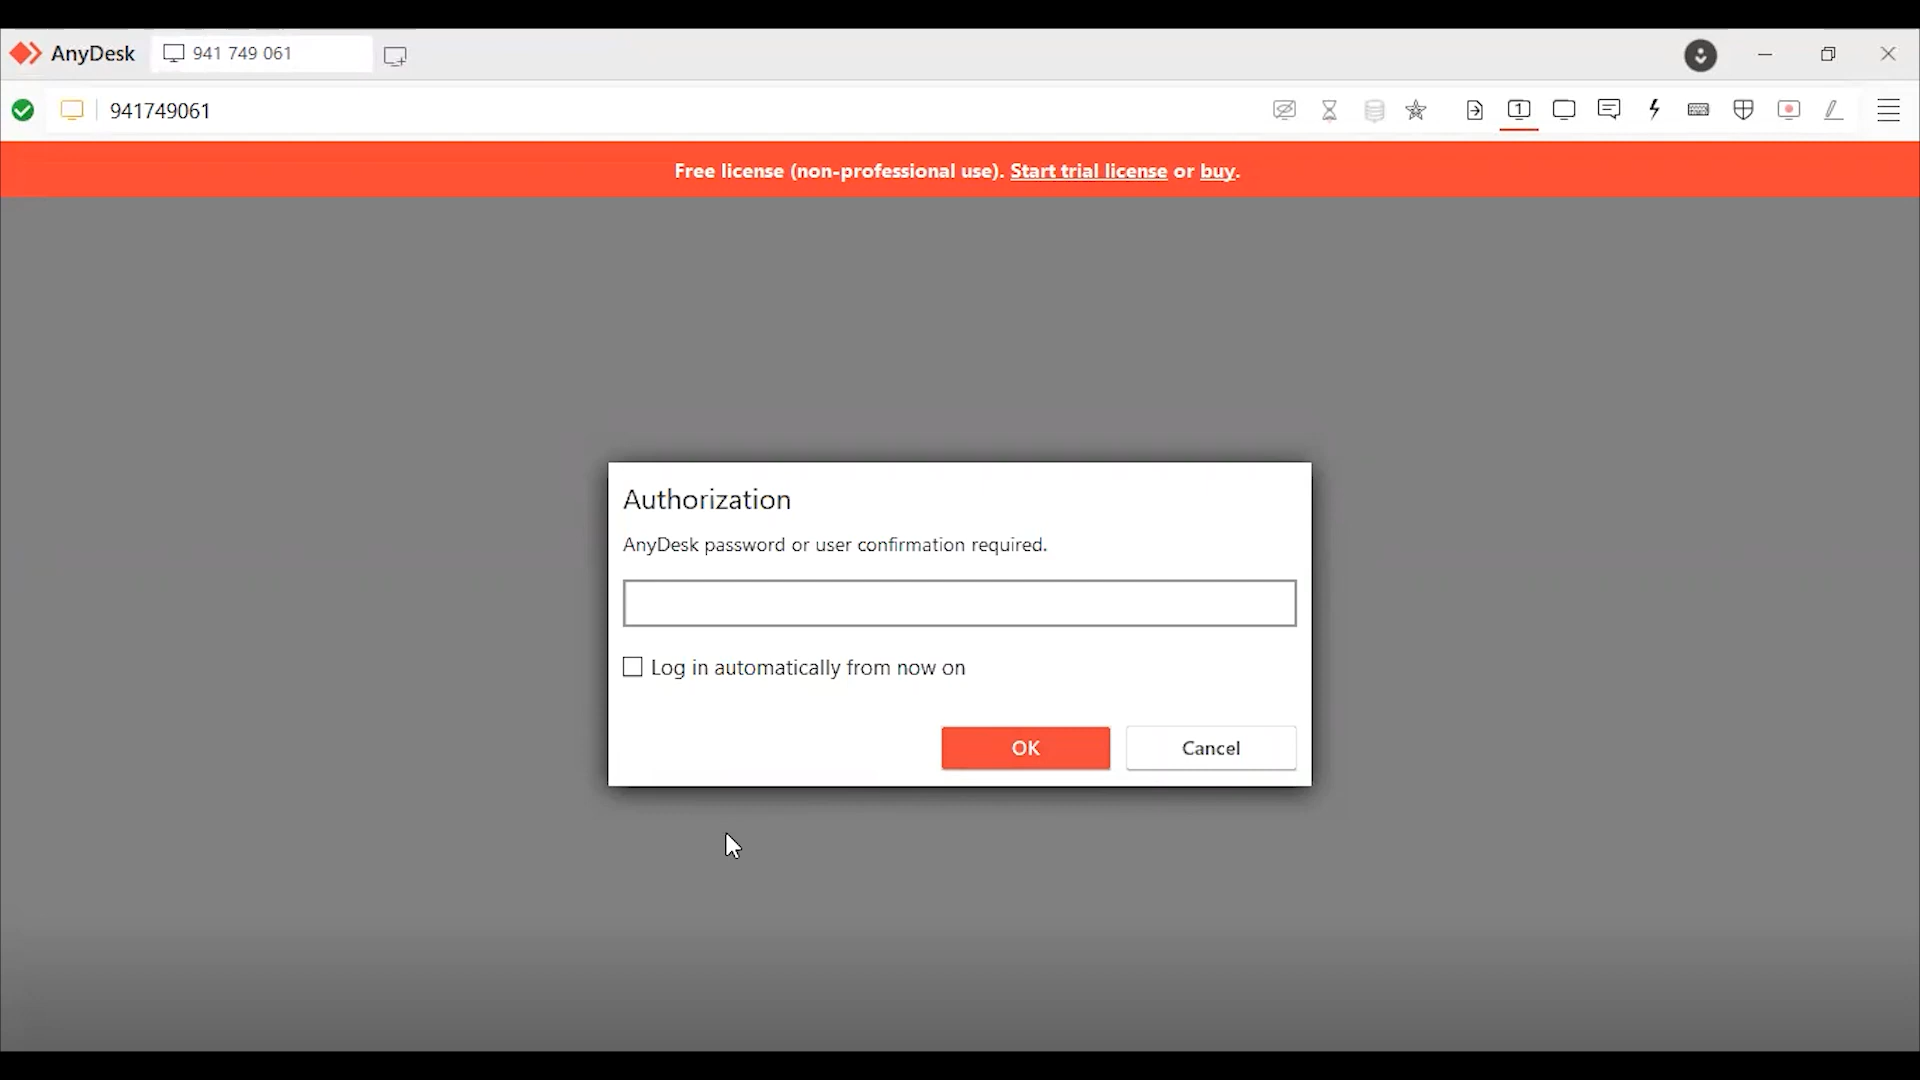 AnyDesk
941 749 061
941749061
1
Free license (non-professional use). Start trial license or buy.
Authorization
AnyDesk password or user confirmation required.
Log in automatically from now on
OK
Cancel